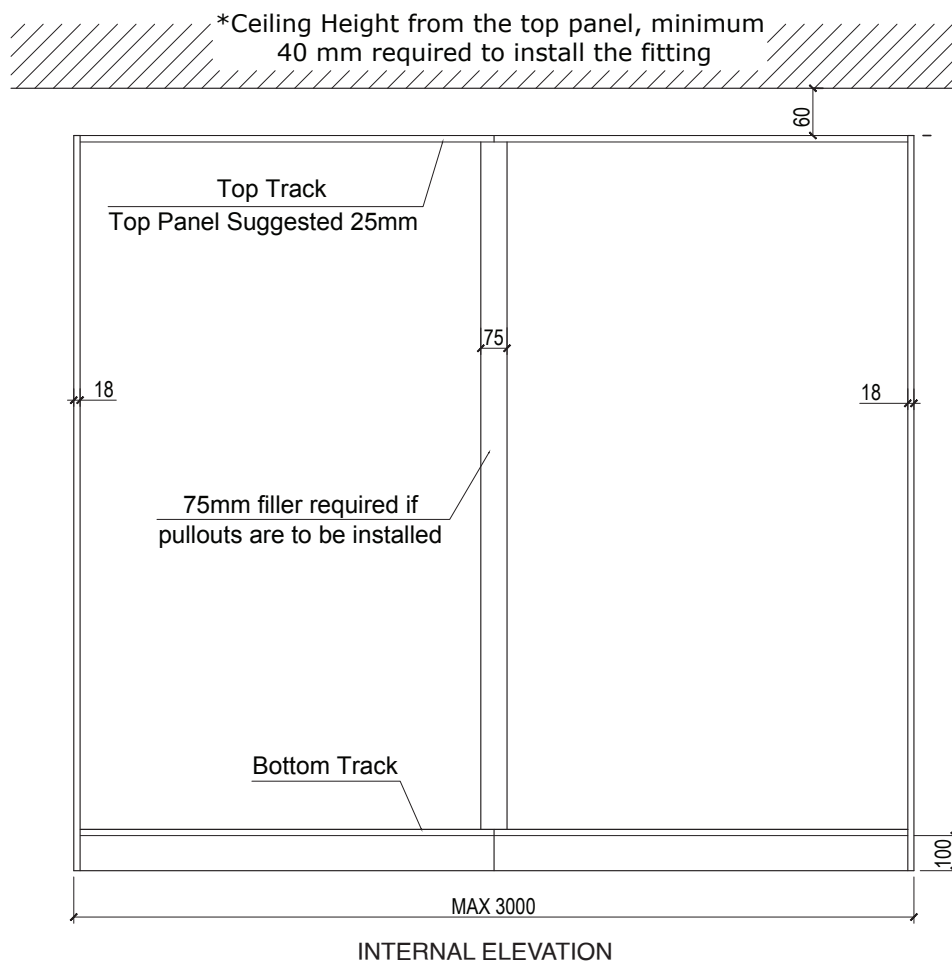 *Ceiling Height from the top panel, minimum
40 mm required to install the fitting
60
Top Track
Top Panel Suggested 25mm
75
18
18
75mm filler required if
pullouts are to be installed
Bottom Track
100
MAX 3000
INTERNAL ELEVATION